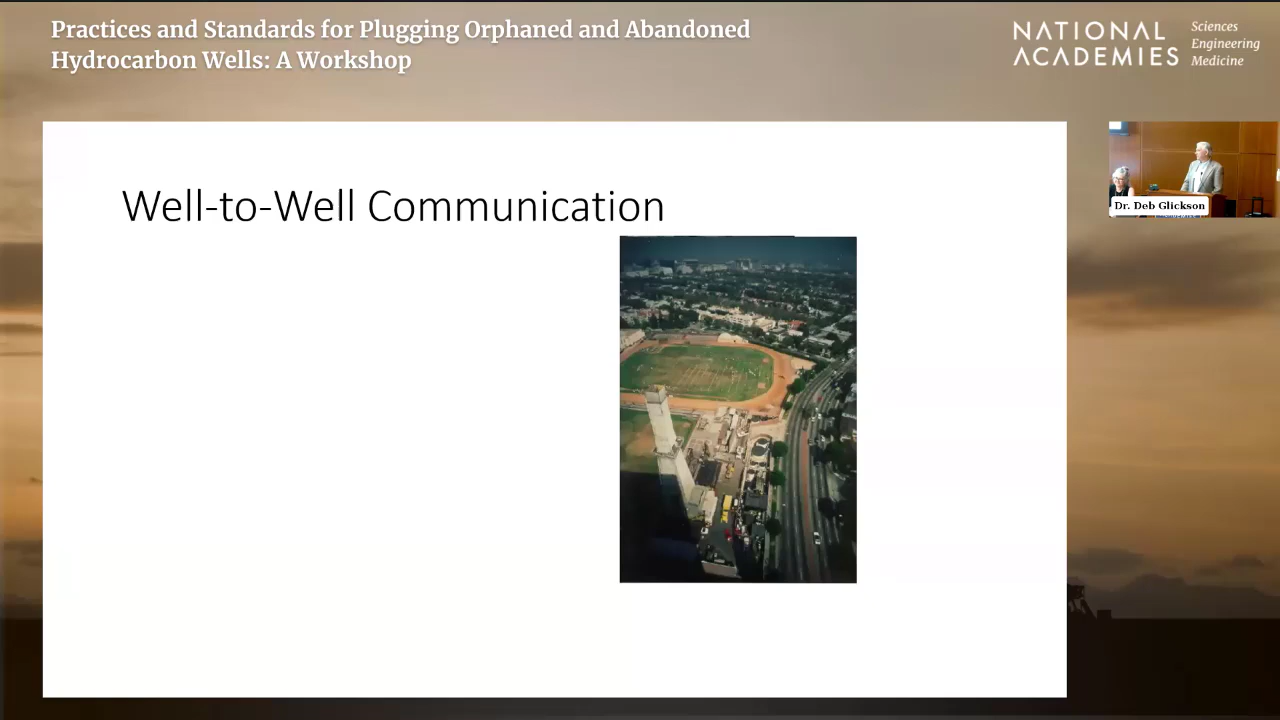 Practices and Standards for Plugging Orphaned and Abandoned
Hydrocarbon Wells: A Workshop
NATIONAL
ACADEMIES
Sciences
Engineering
Medicine
Well-to-Well Communication
Dr. Deb Glickson